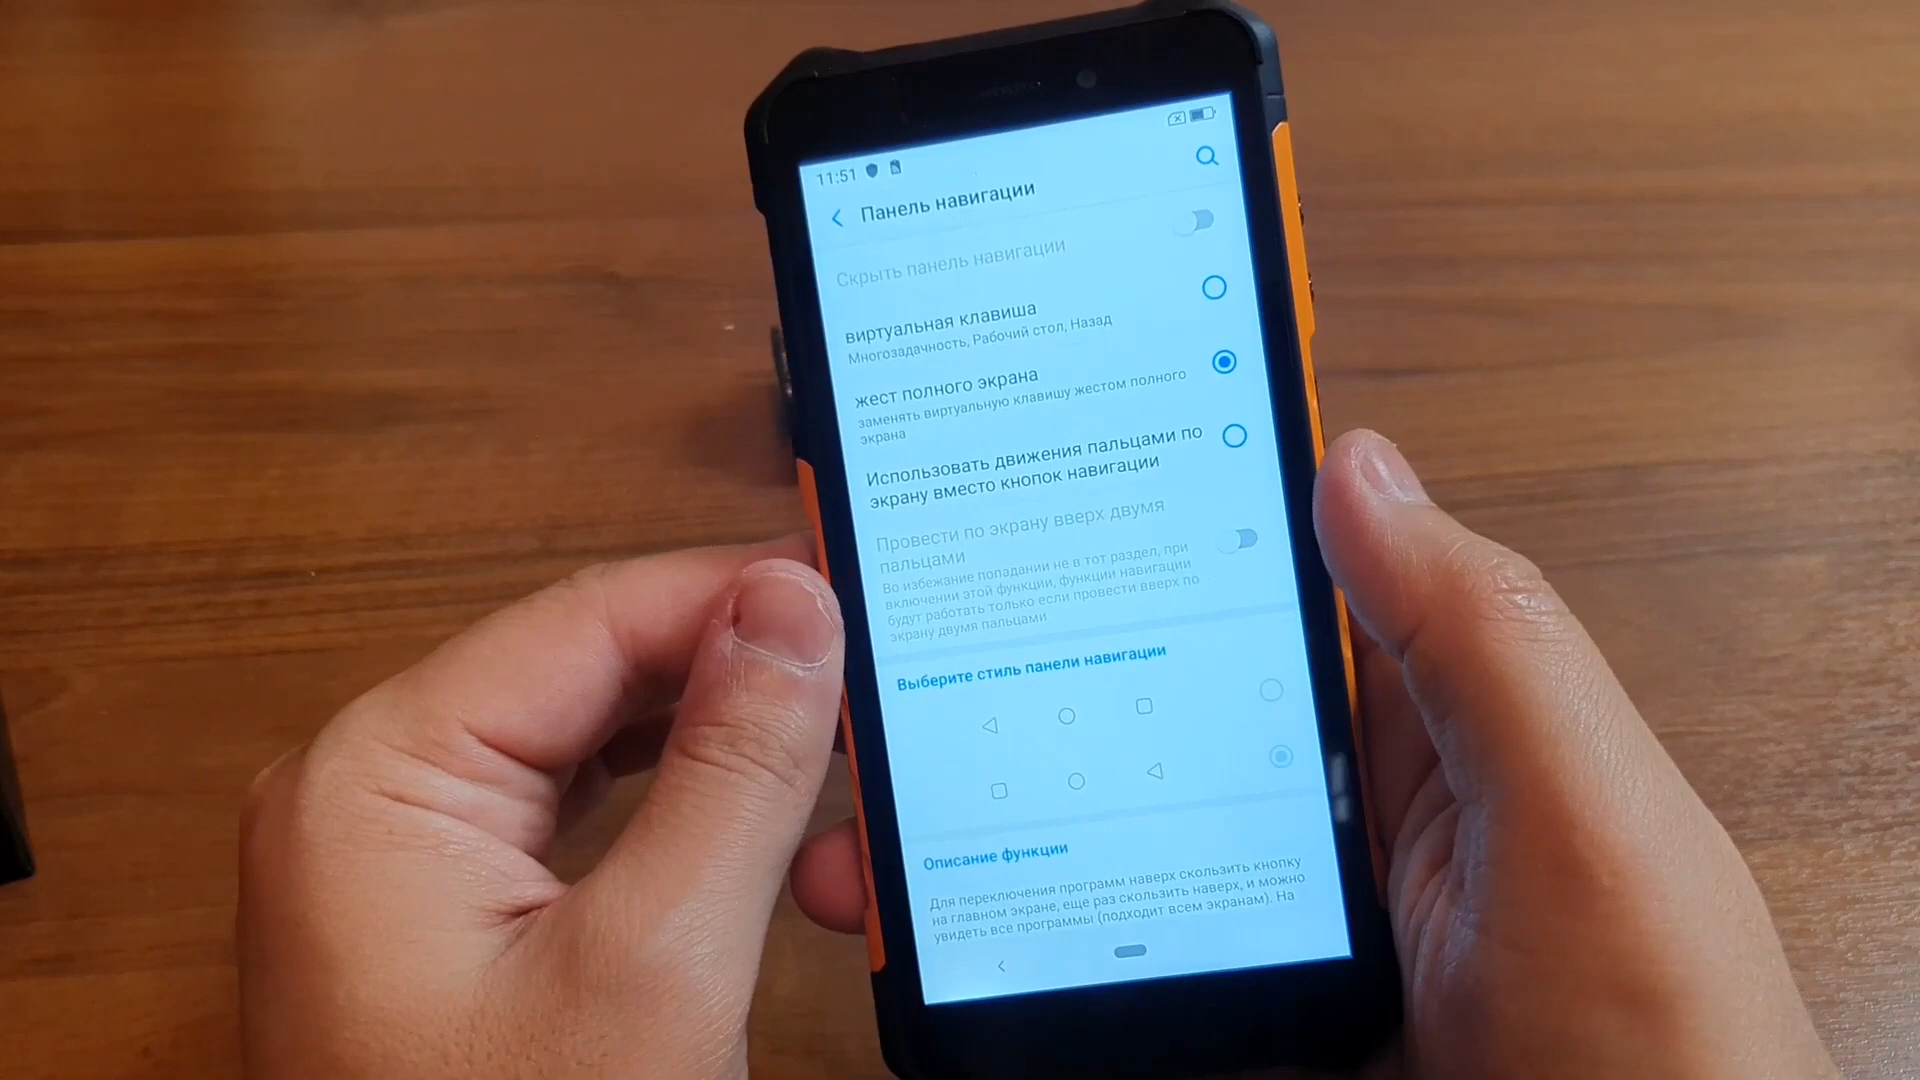 11:51
Панель навигации
Скрыть панель навигации
виртуальная клавиша
Многозадачность, Рабочий стол, Назад
жест полного экрана
заменять виртуальную клавишу жестом полного
экрана
Использовать движения пальцами по
экрану вместо кнопок навигации
Провести по экрану вверх двумя
пальцами
Во избежание попадании не в тот раздел, при
включении этой функции, функции навигации
будут работать только если провести вверх по
экрану двумя пальцами
Выберите стиль панели навигации
Описание функции
Для переключения программ наверх скользить кнопку
на главном экране, еще раз скользить наверх, и можно
увидеть все программы (подходит всем экранам). На